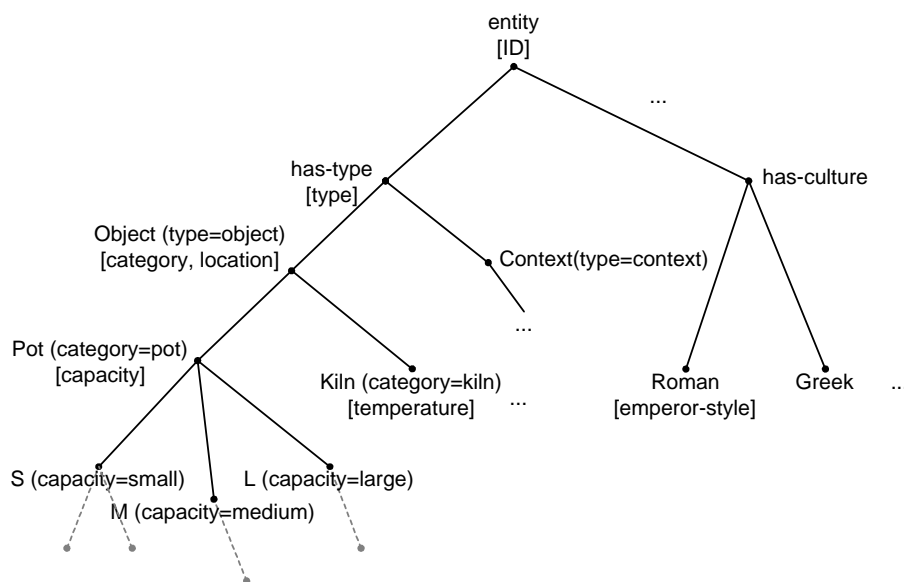 entity
[ID]
...
has-type
[type]
has-culture
Object (type=object)
[category, location]
Context(type=context)
...
Pot (category=pot)
[capacity]
Kiln (category=kiln)
[temperature]
...
Roman
[emperor-style]
Greek
..
S (capacity=small)
L (capacity=large)
M (capacity=medium)